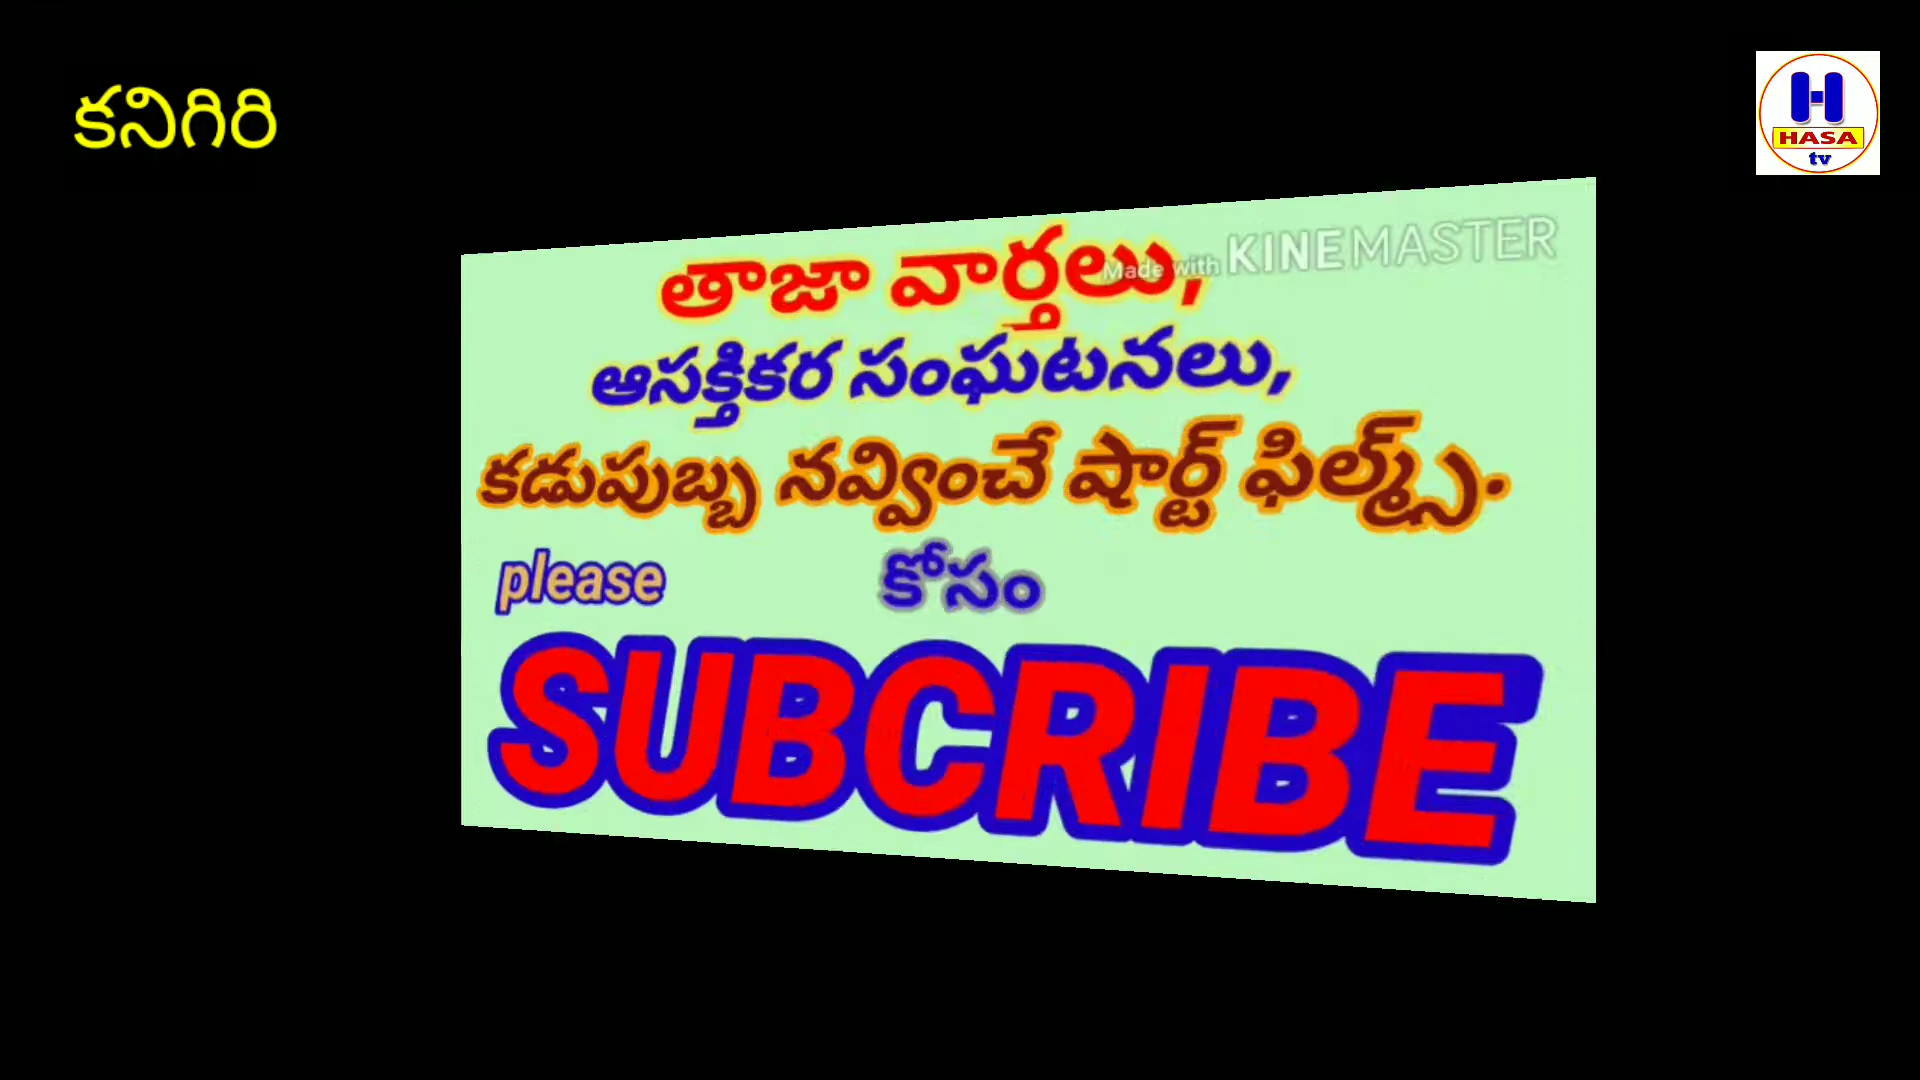 కనిగిరి
H
HASA
tv
Made with KINEMASTER
తాజా వార్తలు,
ఆసక్తికర సంఘటనలు,
కడుపుబ్బ నవ్వించే షార్ట్ ఫిల్మ్స్.
please కోసం
SUBCRIBE